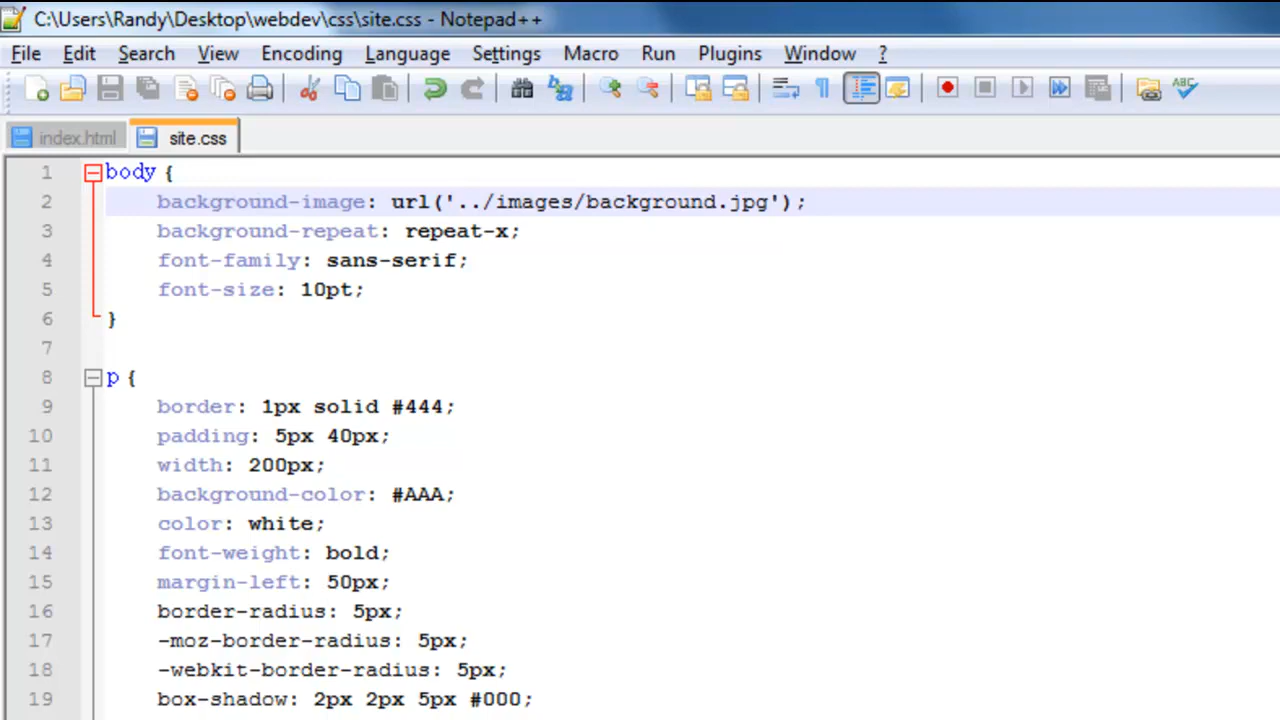 C:\Users\Randy\Desktop\webdev\css\site.css - Notepad++
File Edit Search View Encoding Language Settings Macro Run Plugins Window ?
ABC
index.html site.css
1 body {
2 background-image: url('../images/background.jpg');
3 background-repeat: repeat-x;
4 font-family: sans-serif;
5 font-size: 10pt;
6 }
7
8 p {
9 border: 1px solid #444;
10 padding: 5px 40px;
11 width: 200px;
12 background-color: #AAA;
13 color: white;
14 font-weight: bold;
15 margin-left: 50px;
16 border-radius: 5px;
17 -moz-border-radius: 5px;
18 -webkit-border-radius: 5px;
19 box-shadow: 2px 2px 5px #000;